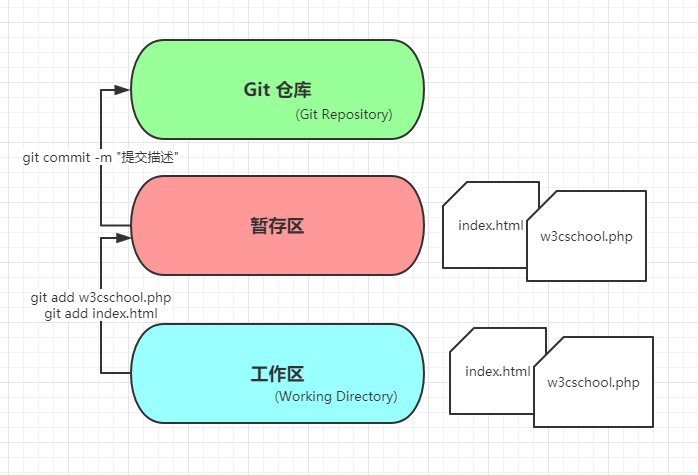 Git 仓库
(Git Repository)
git commit -m "提交描述"
暂存区
index.html
w3cschool.php
git add w3cschool.php
git add index.html
工作区
(Working Directory)
index.html
w3cschool.php